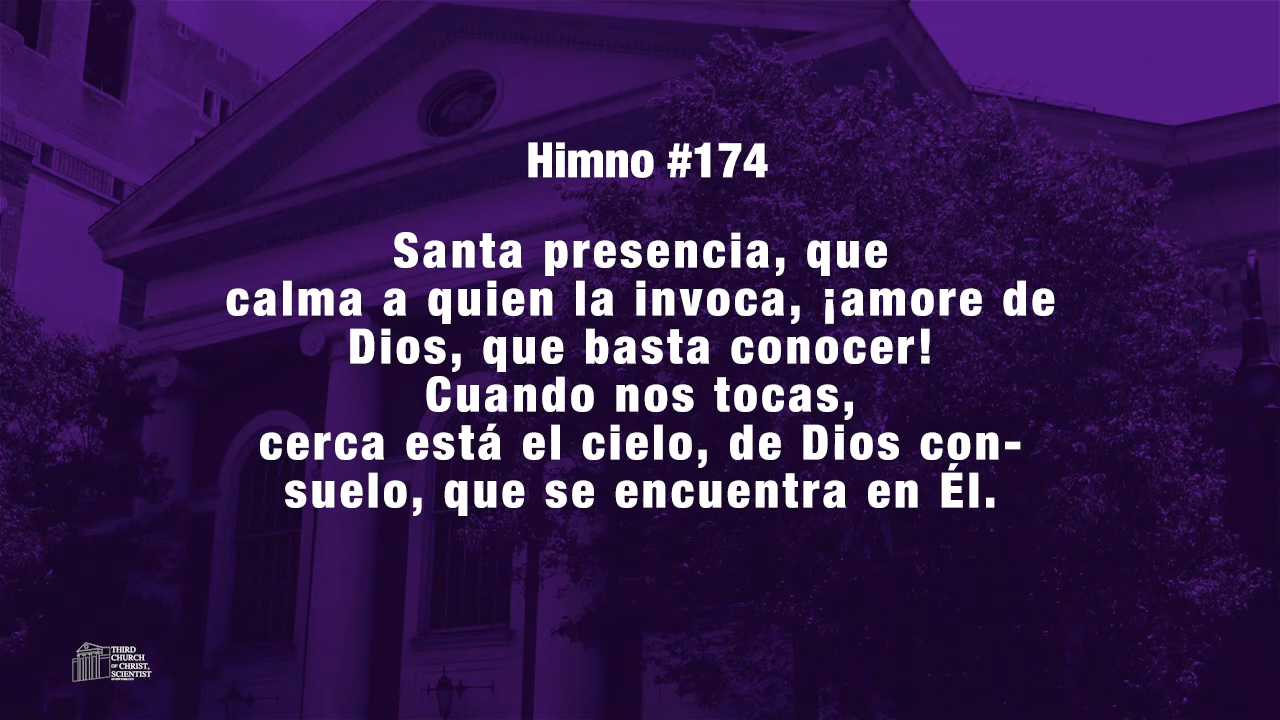 Himno #174
Santa presencia, que
calma a quien la invoca, ¡amore de
Dios, que basta conocer!
Cuando nos tocas,
cerca está el cielo, de Dios con-
suelo, que se encuentra en Él.
THIRD
CHURCH
OF CHRIST,
SCIENTIST